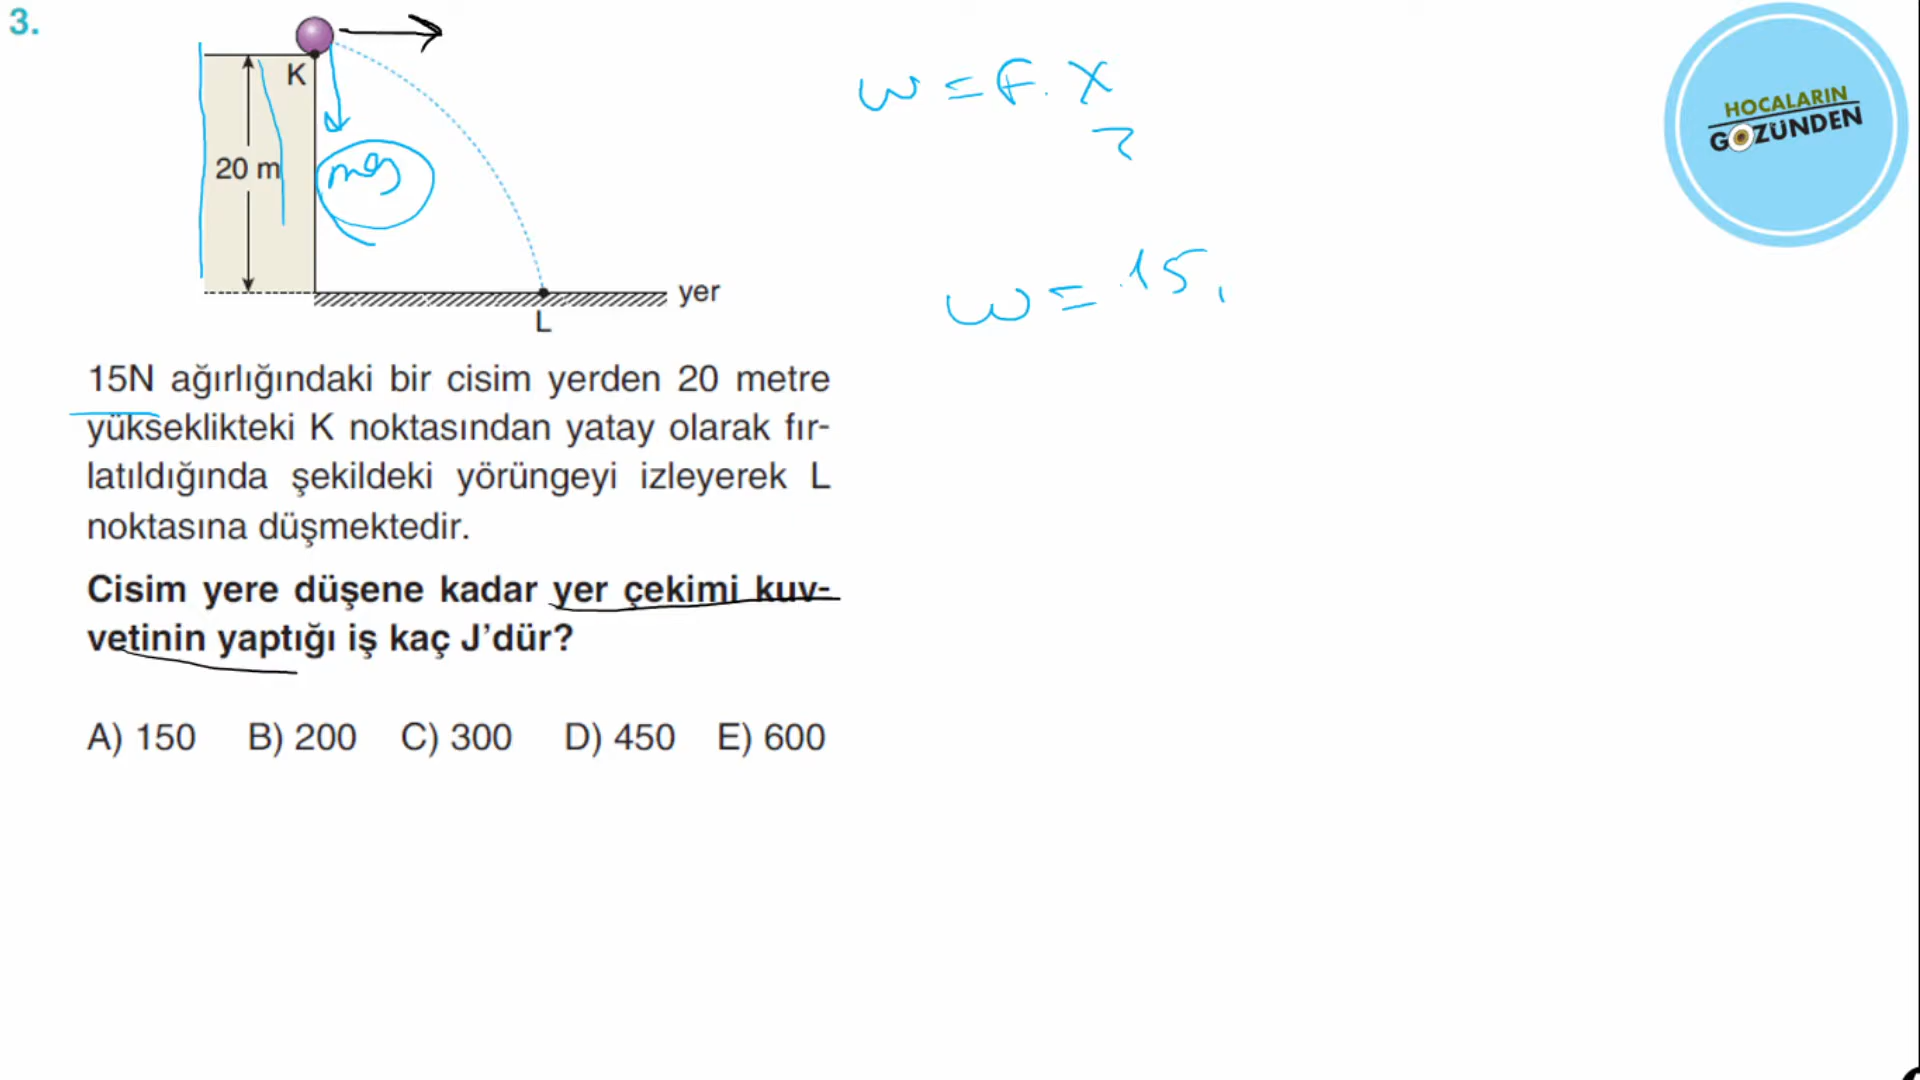 3.
K
20 m
mg
yer
L
W = F. X
?
W = 15.
HOCALARIN
GÖZÜNDEN
15N ağırlığındaki bir cisim yerden 20 metre
yükseklikteki K noktasından yatay olarak fır-
latıldığında şekildeki yörüngeyi izleyerek L
noktasına düşmektedir.
Cisim yere düşene kadar yer çekimi kuv-
vetinin yaptığı iş kaç J'dür?
A) 150 B) 200 C) 300 D) 450 E) 600